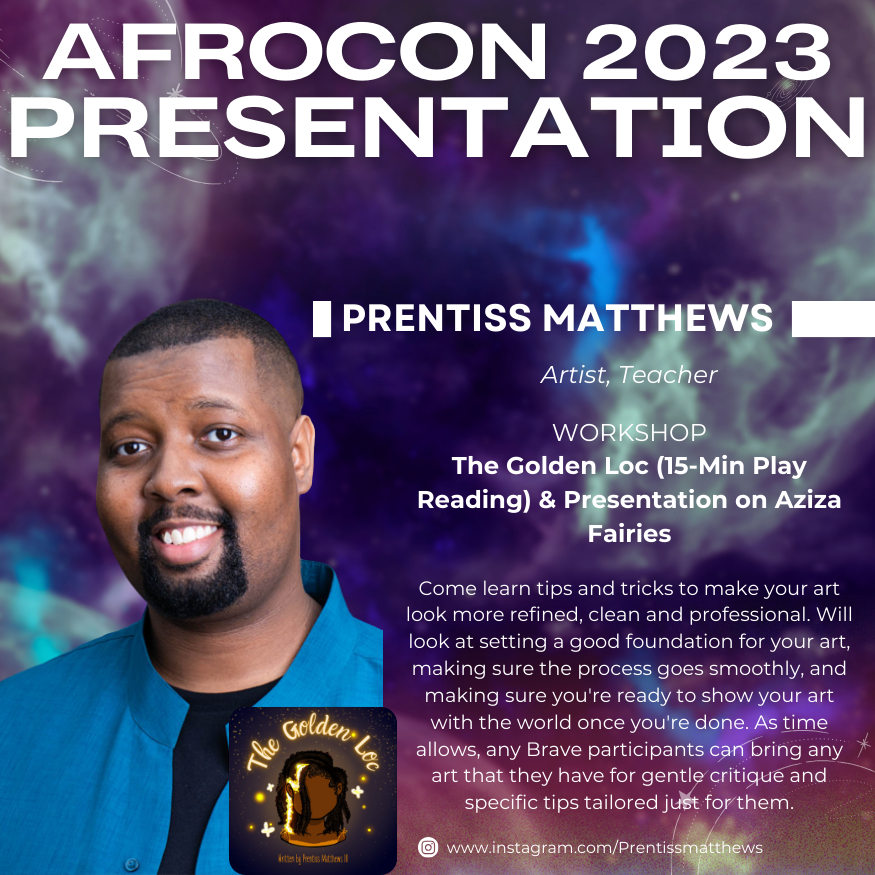 AFROCON 2023
PRESENTATION
PRENTISS MATTHEWS
Artist, Teacher
WORKSHOP
The Golden Loc (15-Min Play
Reading) & Presentation on Aziza
Fairies
Come learn tips and tricks to make your art
look more refined, clean and professional. Will
look at setting a good foundation for your art,
making sure the process goes smoothly, and
making sure you're ready to show your art
with the world once you're done. As time
allows, any Brave participants can bring any
art that they have for gentle critique and
specific tips tailored just for them.
www.instagram.com/Prentissmatthews
The Golden Loc
Written by Prentiss Matthews III